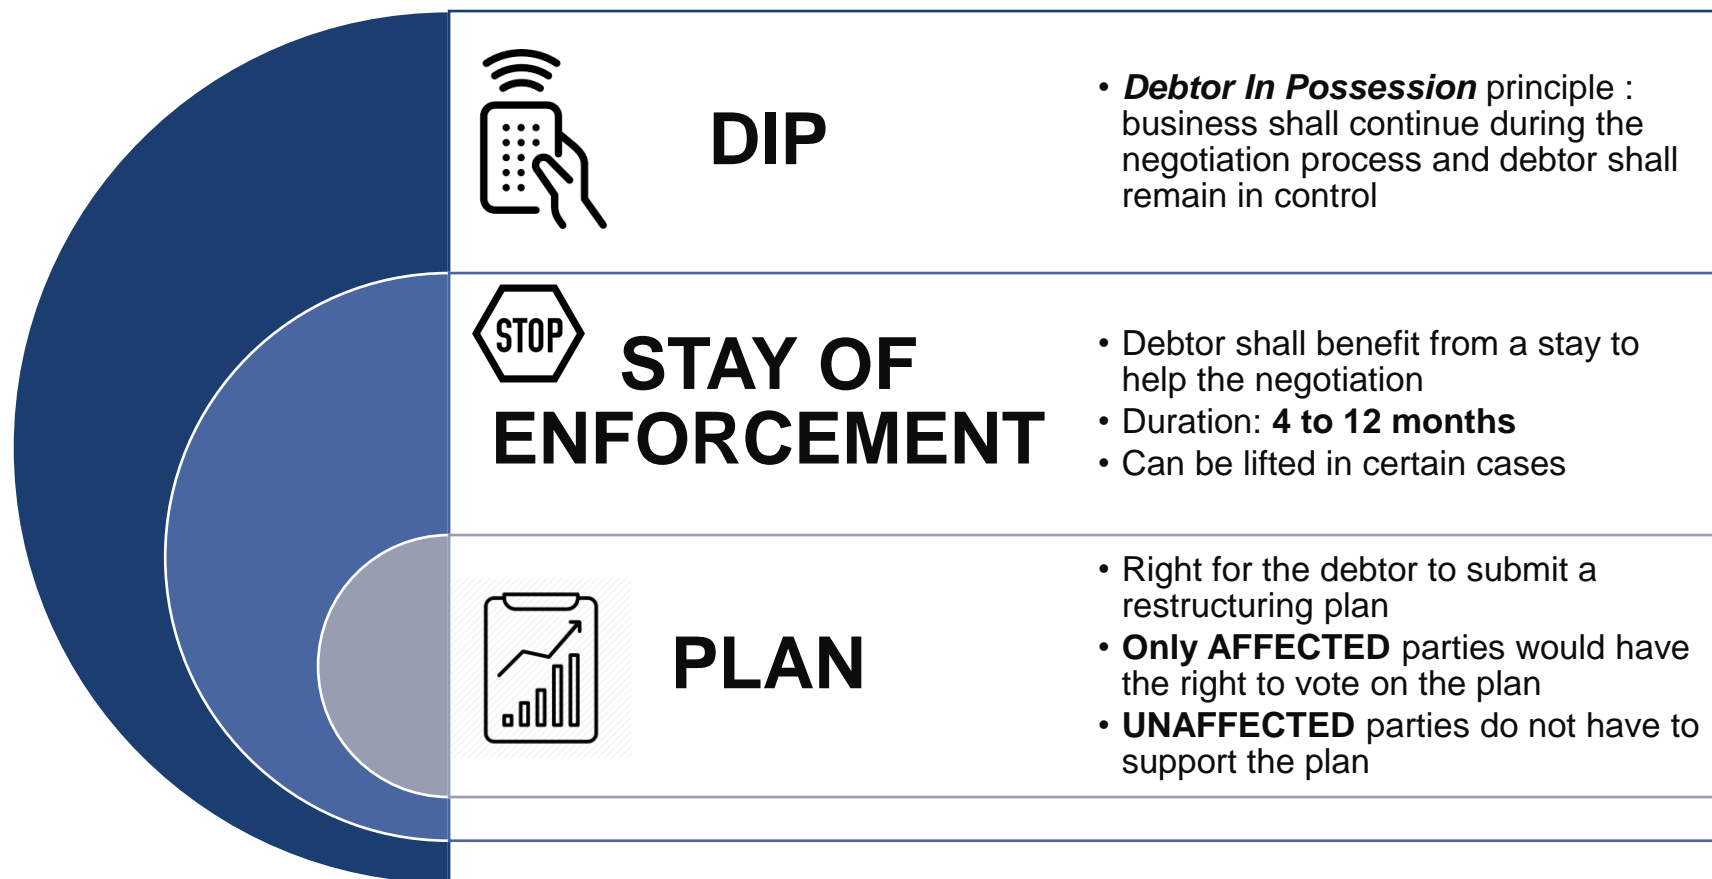 DIP
• Debtor In Possession principle :
business shall continue during the
negotiation process and debtor shall
remain in control
STOP
STAY OF
ENFORCEMENT
• Debtor shall benefit from a stay to
help the negotiation
• Duration: 4 to 12 months
• Can be lifted in certain cases
PLAN
• Right for the debtor to submit a
restructuring plan
• Only AFFECTED parties would have
the right to vote on the plan
• UNAFFECTED parties do not have to
support the plan